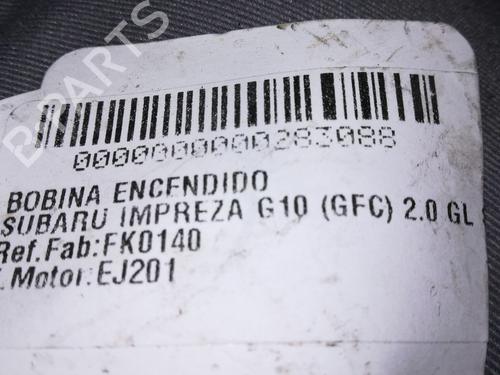 B PARTS
0000000000283088
BOBINA ENCENDIDO
SUBARU IMPREZA G10 (GFC) 2.0 GL
Ref.Fab:FK0140
.Motor:EJ201